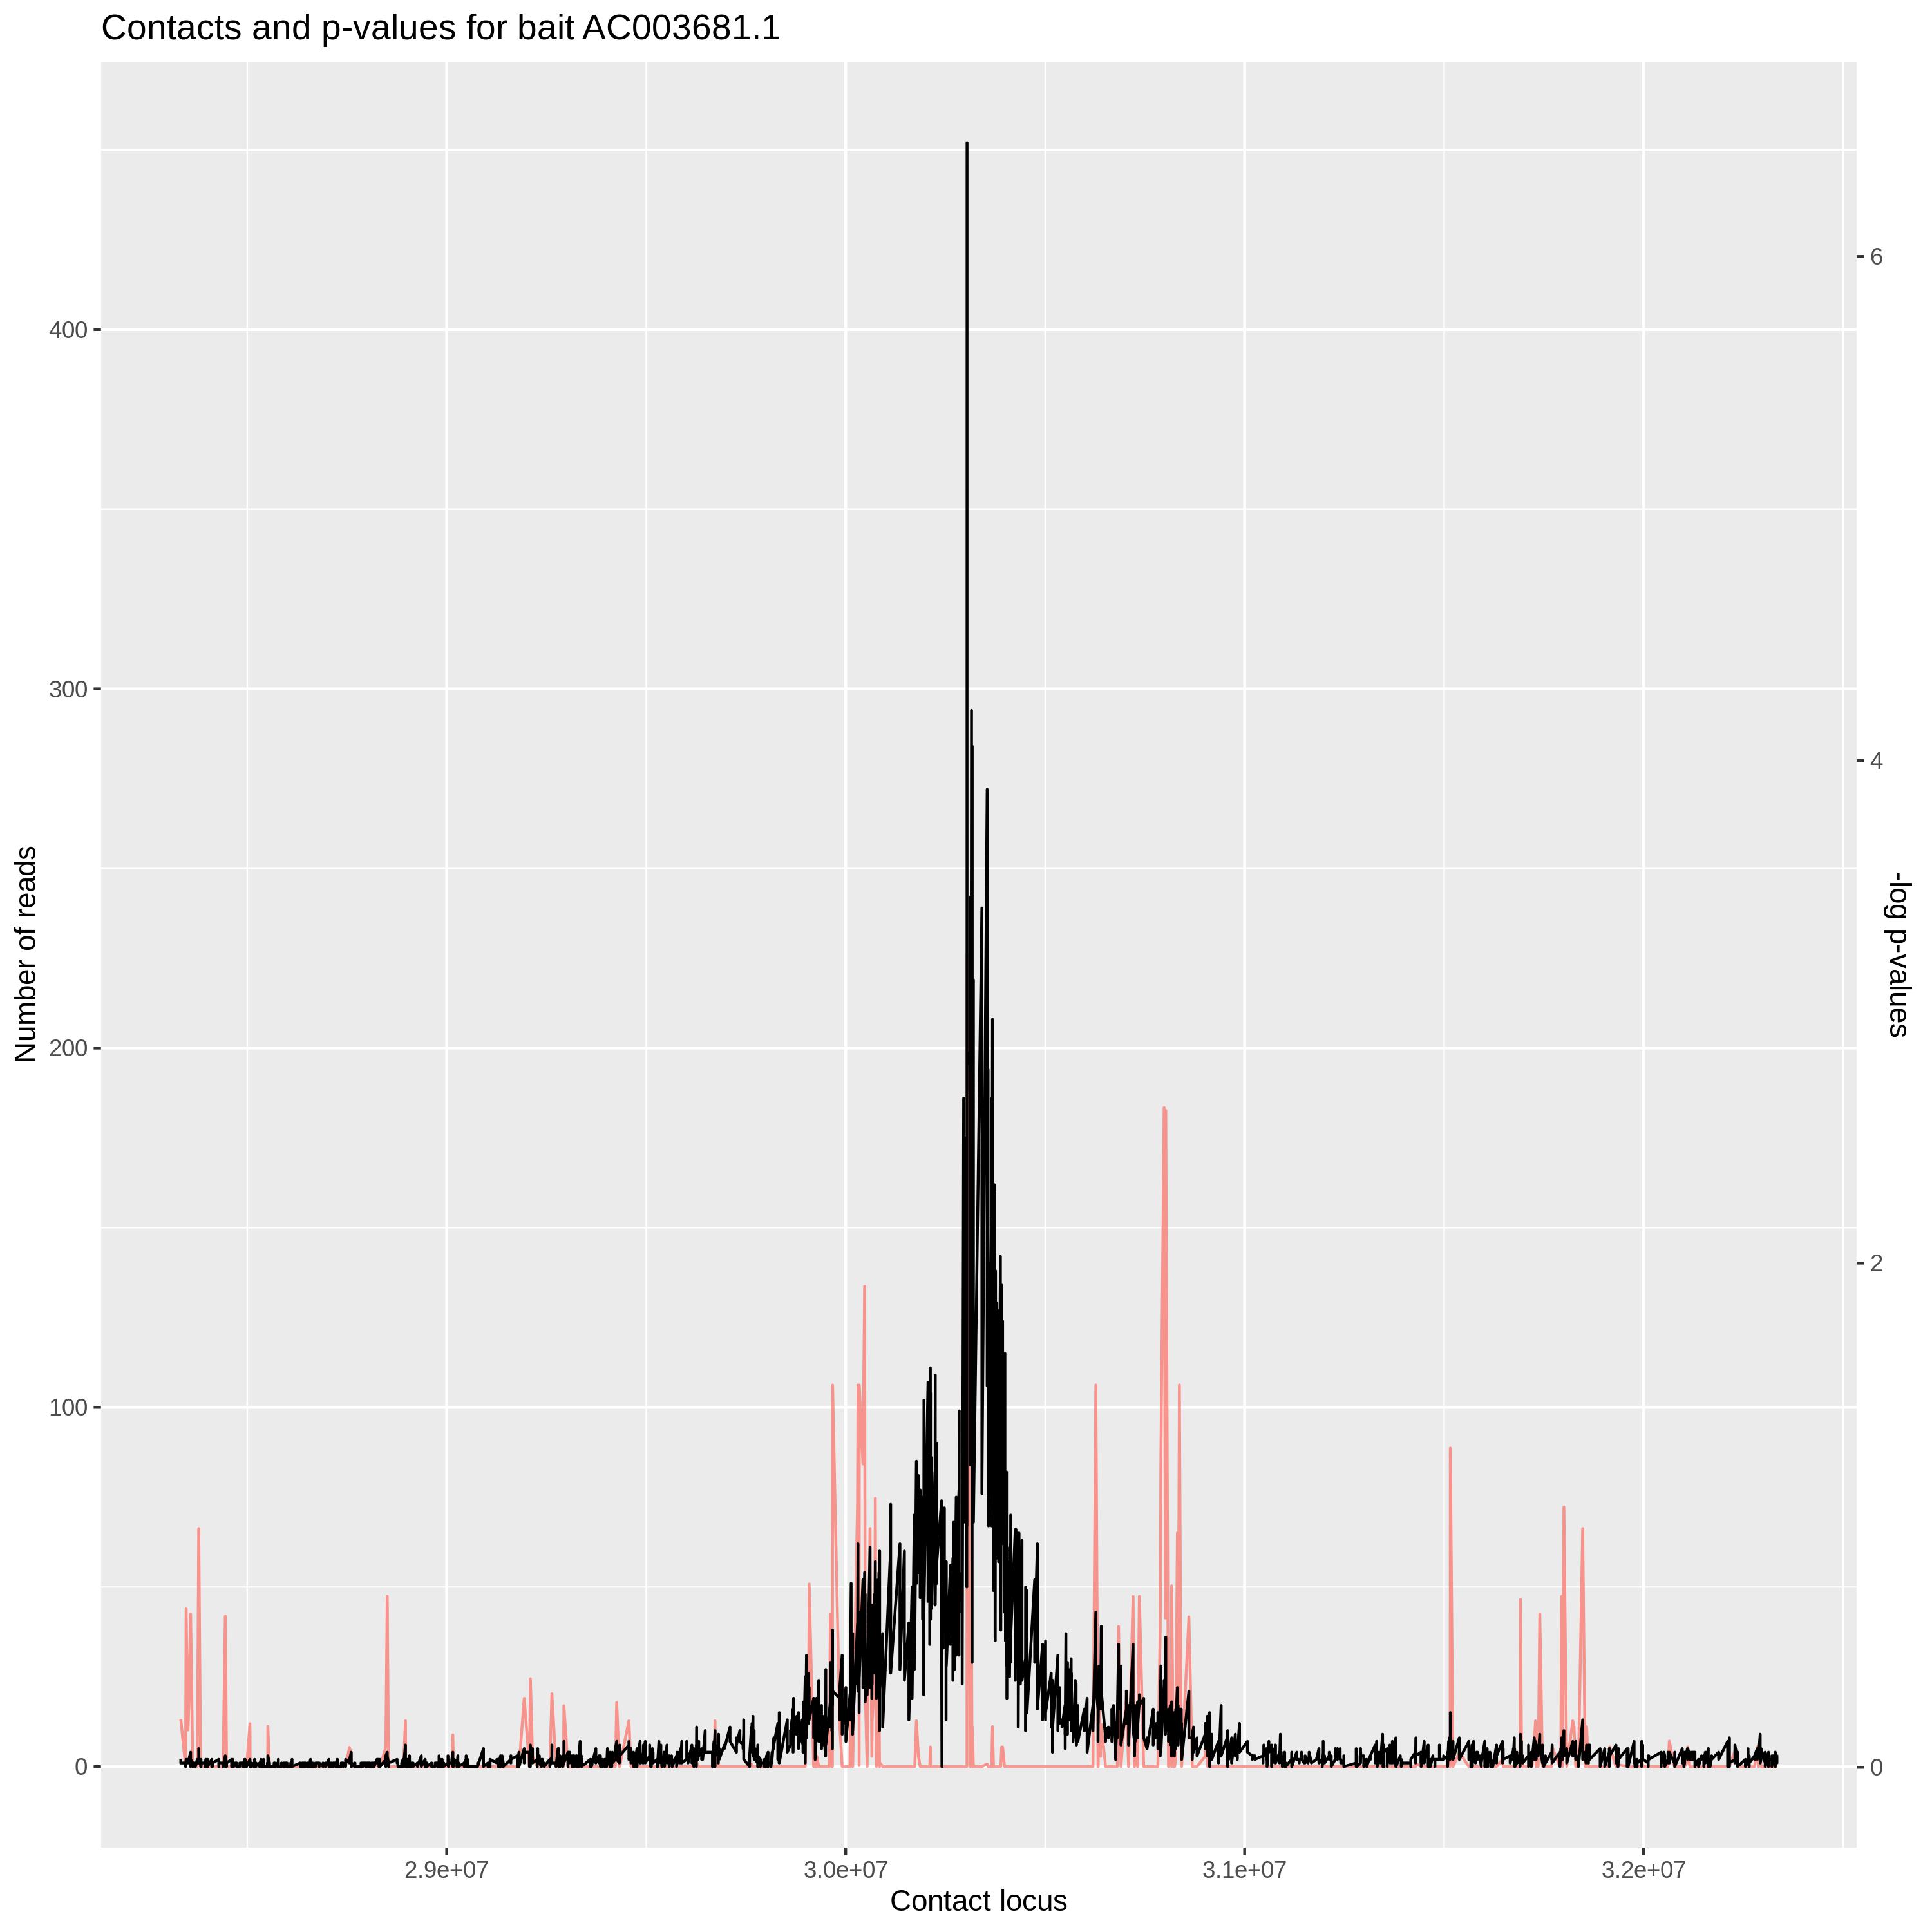 Contacts and p-values for bait AC003681.1
400
300
200
100
0
Number of reads
6
4
2
0
-log p-values
2.9e+07
3.0e+07
3.1e+07
3.2e+07
Contact locus